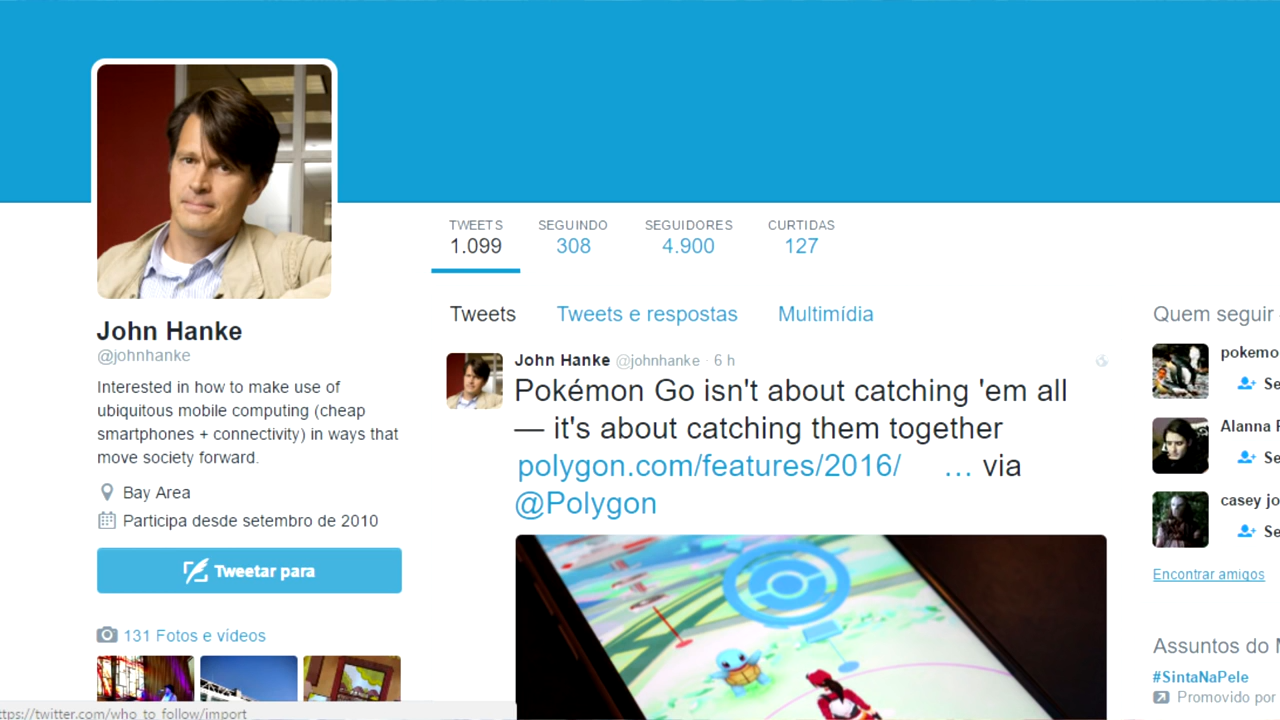 TWEETS SEGUINDO SEGUIDORES CURTIDAS
1.099 308 4.900 127
John Hanke
@johnhanke
Interested in how to make use of
ubiquitous mobile computing (cheap
smartphones + connectivity) in ways that
move society forward.
Bay Area
Participa desde setembro de 2010
Tweetar para
131 Fotos e vídeos
Tweets Tweets e respostas Multimídia
John Hanke @johnhanke · 6 h
Pokémon Go isn't about catching 'em all
— it's about catching them together
polygon.com/features/2016/ … via
@Polygon
Quem seguir
pokemo
Se
Alanna
Se
casey jo
Se
Encontrar amigos
Assuntos do
#SintaNaPele
Promovido por
ttps://twitter.com/who_to_follow/import